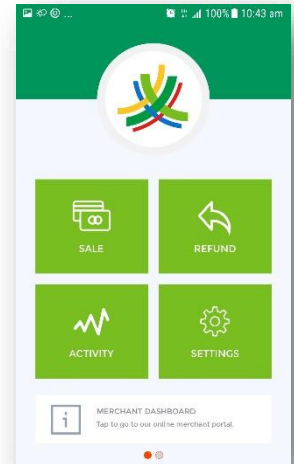 ... 100% 10:43 am
SALE
REFUND
ACTIVITY
SETTINGS
MERCHANT DASHBOARD
Tap to go to our online merchant portal.